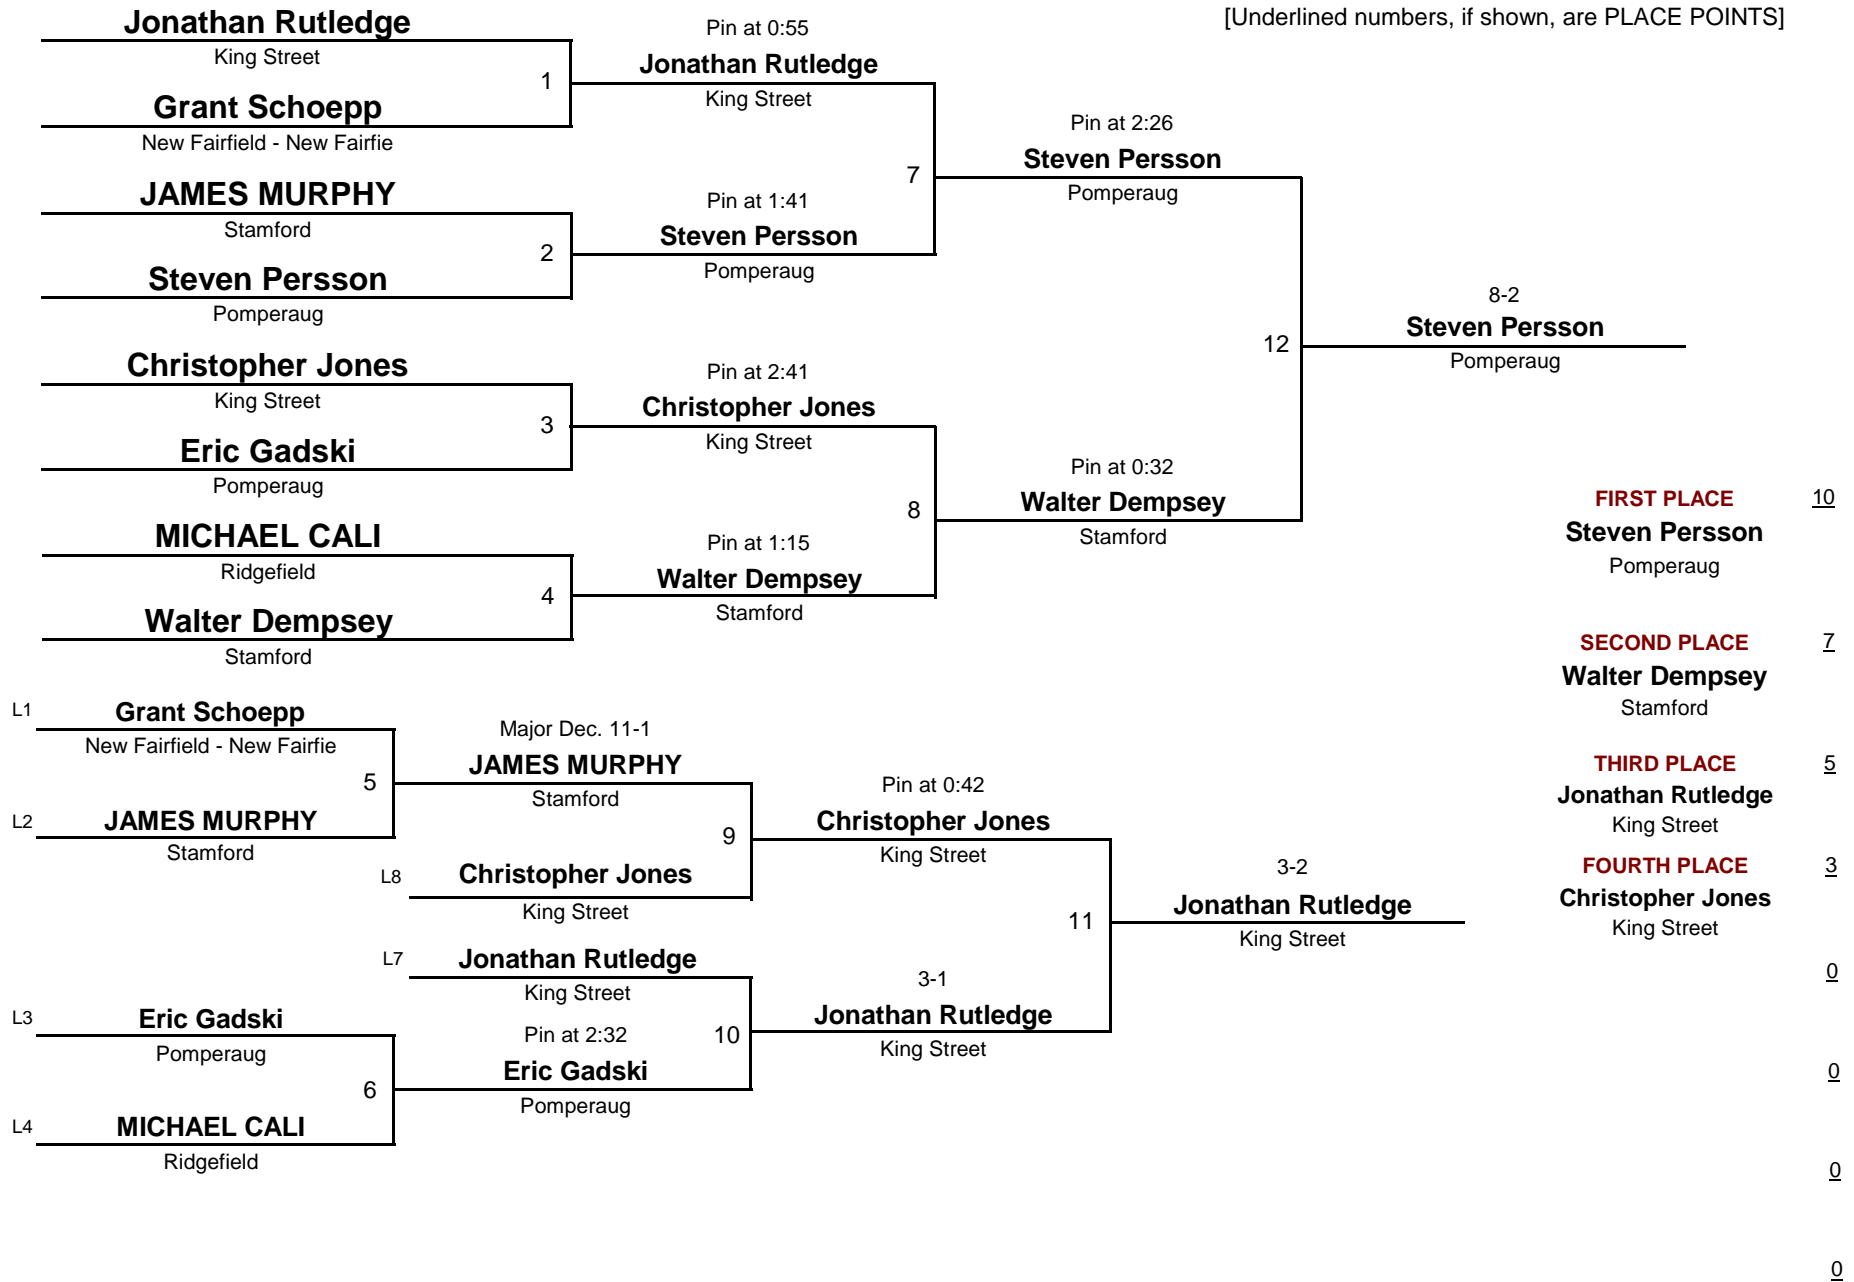 [Underlined numbers, if shown, are PLACE POINTS]
Jonathan Rutledge
King Street
1
Grant Schoepp
New Fairfield - New Fairfie
Pin at 0:55
Jonathan Rutledge
King Street
JAMES MURPHY
Stamford
2
Steven Persson
Pomperaug
Pin at 1:41
Steven Persson
Pomperaug
7
Pin at 2:26
Steven Persson
Pomperaug
Christopher Jones
King Street
3
Eric Gadski
Pomperaug
Pin at 2:41
Christopher Jones
King Street
MICHAEL CALI
Ridgefield
4
Walter Dempsey
Stamford
Pin at 1:15
Walter Dempsey
Stamford
8
Pin at 0:32
Walter Dempsey
Stamford
12
8-2
Steven Persson
Pomperaug
FIRST PLACE 10
Steven Persson
Pomperaug
SECOND PLACE 7
Walter Dempsey
Stamford
THIRD PLACE 5
Jonathan Rutledge
King Street
FOURTH PLACE 3
Christopher Jones
King Street
0
0
0
0
L1 Grant Schoepp
New Fairfield - New Fairfie
5
L2 JAMES MURPHY
Stamford
Major Dec. 11-1
JAMES MURPHY
Stamford
9
L8 Christopher Jones
King Street
Pin at 0:42
Christopher Jones
King Street
L7 Jonathan Rutledge
King Street
10
L3 Eric Gadski
Pomperaug
6
L4 MICHAEL CALI
Ridgefield
Pin at 2:32
Eric Gadski
Pomperaug
3-1
Jonathan Rutledge
King Street
11
3-2
Jonathan Rutledge
King Street